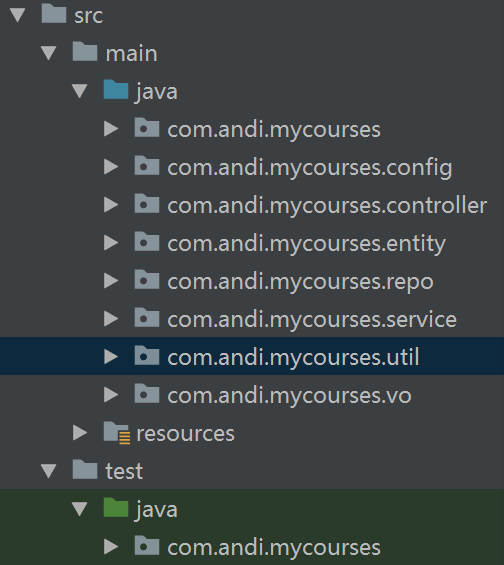 src
main
java
com.andi.mycourses
com.andi.mycourses.config
com.andi.mycourses.controller
com.andi.mycourses.entity
com.andi.mycourses.repo
com.andi.mycourses.service
com.andi.mycourses.util
com.andi.mycourses.vo
resources
test
java
com.andi.mycourses